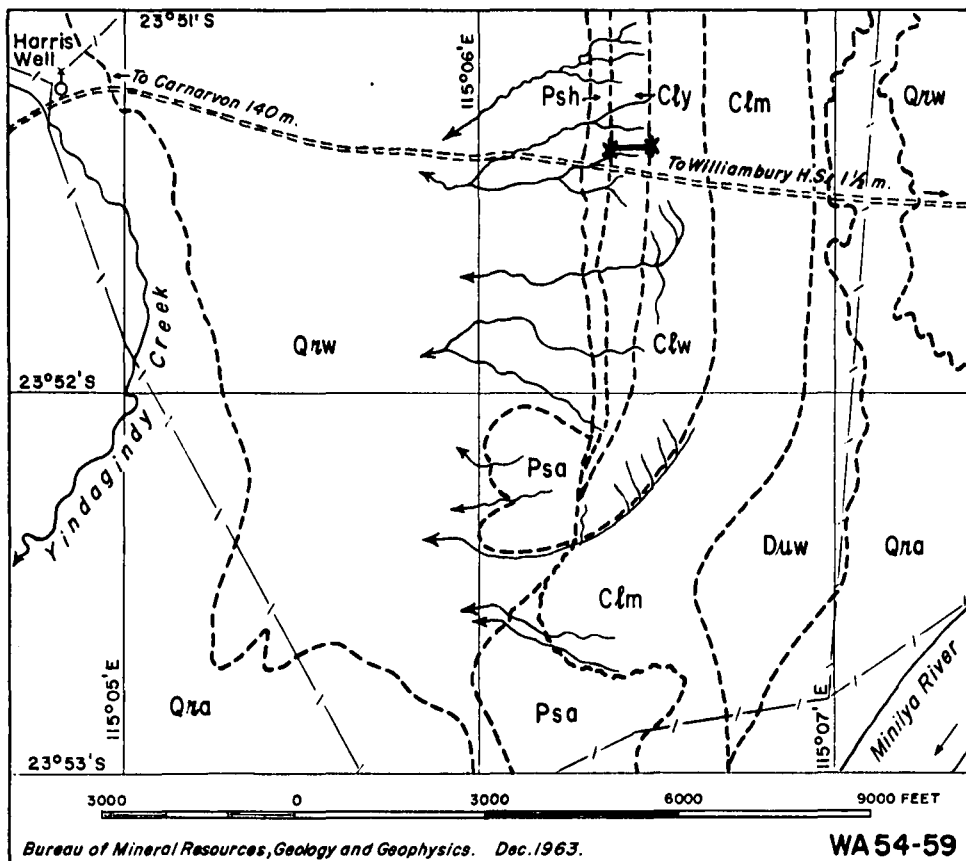 23°51'S
Harris
Well
To Carnarvon 140 m.
115°06'E
Psh
Cly
Clm
Qrw
To Williambury H.S. 1½ m.
Qrw
Clw
23°52'S
Yindagindy Creek
Psa
Duw
Qra
Clm
115°05'E
Qra
Psa
115°07'E
Minilya River
23°53'S
3000 0 3000 6000 9000 FEET
Bureau of Mineral Resources, Geology and Geophysics. Dec. 1963.
WA 54-59